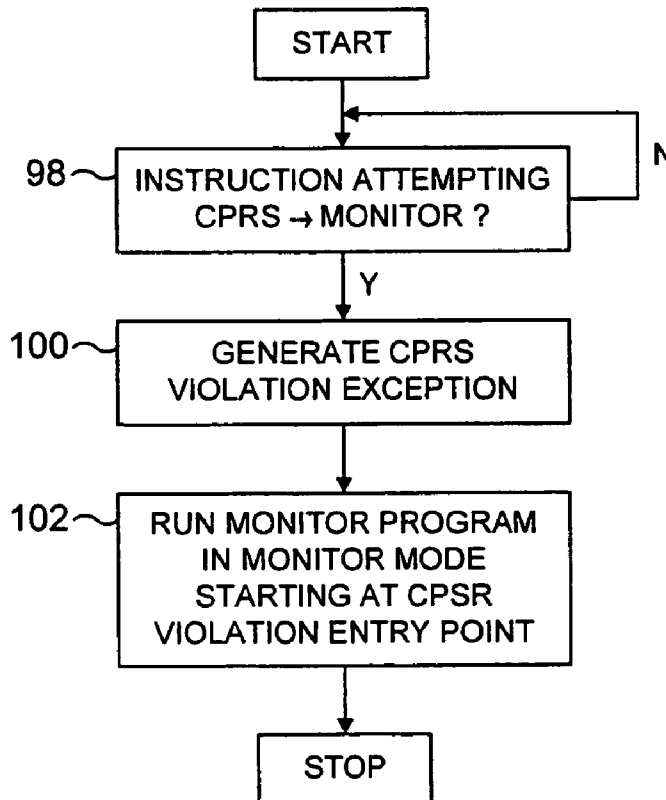 START
N
98
INSTRUCTION ATTEMPTING
CPRS → MONITOR ?
Y
100
GENERATE CPRS
VIOLATION EXCEPTION
102
RUN MONITOR PROGRAM
IN MONITOR MODE
STARTING AT CPSR
VIOLATION ENTRY POINT
STOP